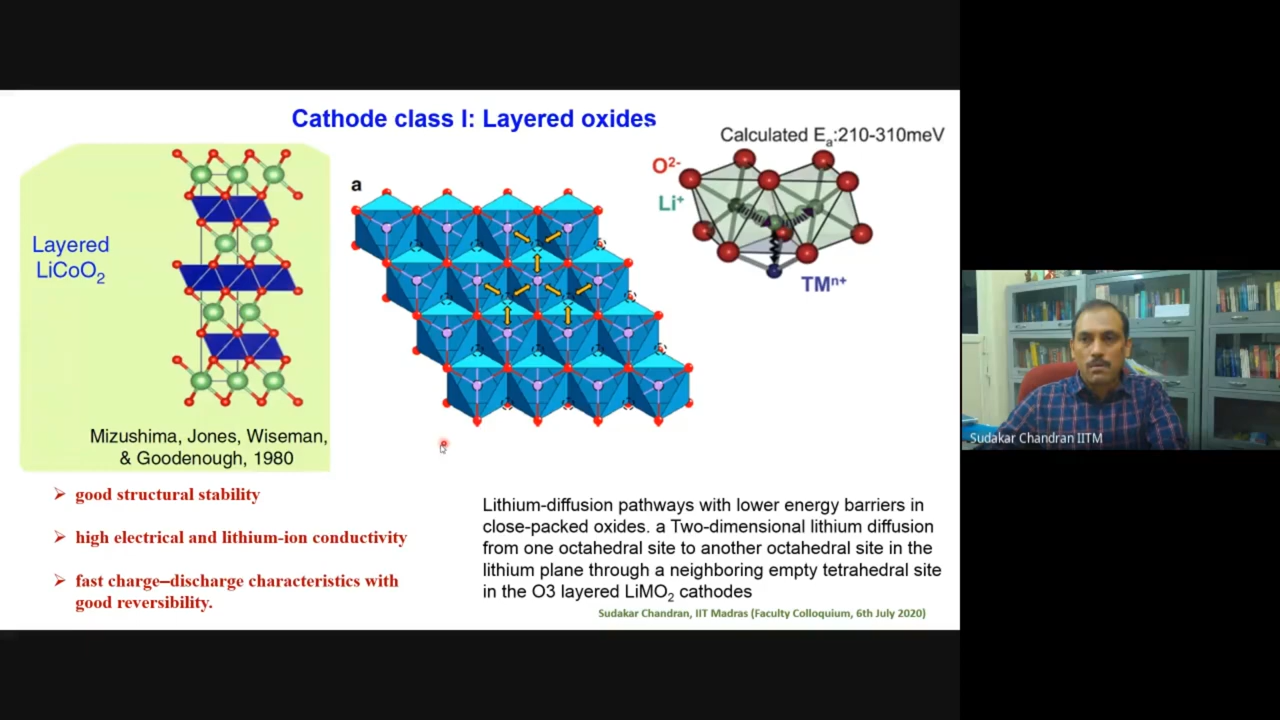 Cathode class I: Layered oxides
Calculated Ea:210-310meV
O2-
Li+
TMn+
a
Layered
LiCoO2
Mizushima, Jones, Wiseman,
& Goodenough, 1980
➢ good structural stability
➢ high electrical and lithium-ion conductivity
➢ fast charge–discharge characteristics with
good reversibility.
Lithium-diffusion pathways with lower energy barriers in
close-packed oxides. a Two-dimensional lithium diffusion
from one octahedral site to another octahedral site in the
lithium plane through a neighboring empty tetrahedral site
in the O3 layered LiMO2 cathodes
Sudakar Chandran, IIT Madras (Faculty Colloquium, 6th July 2020)
Sudakar Chandran IITM